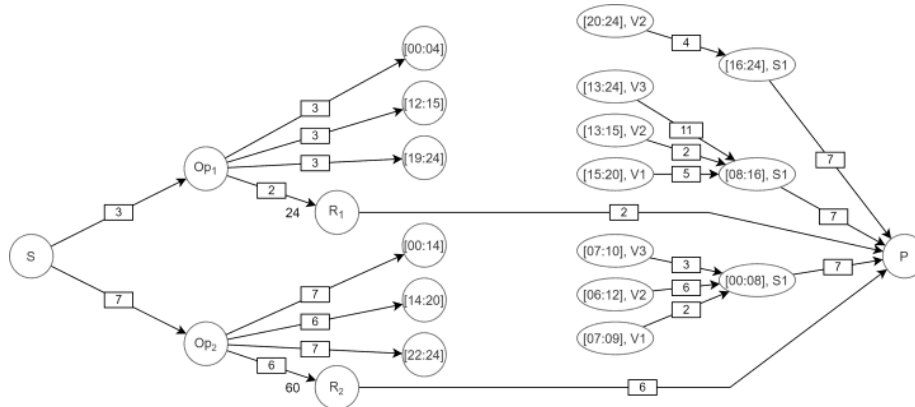 [20:24], V2
4
[00:04]
[16:24], S1
[13:24], V3
3
[12:15]
11
[13:15], V2
3
2
7
[19:24]
3
Op1
[15:20], V1
5
[08:16], S1
2
3
24
R1
2
7
[00:14]
[07:10], V3
S
3
7
P
7
[00:08], S1
6
[14:20]
[06:12], V2
7
6
2
Op2
7
[22:24]
[07:09], V1
6
60
R2
6